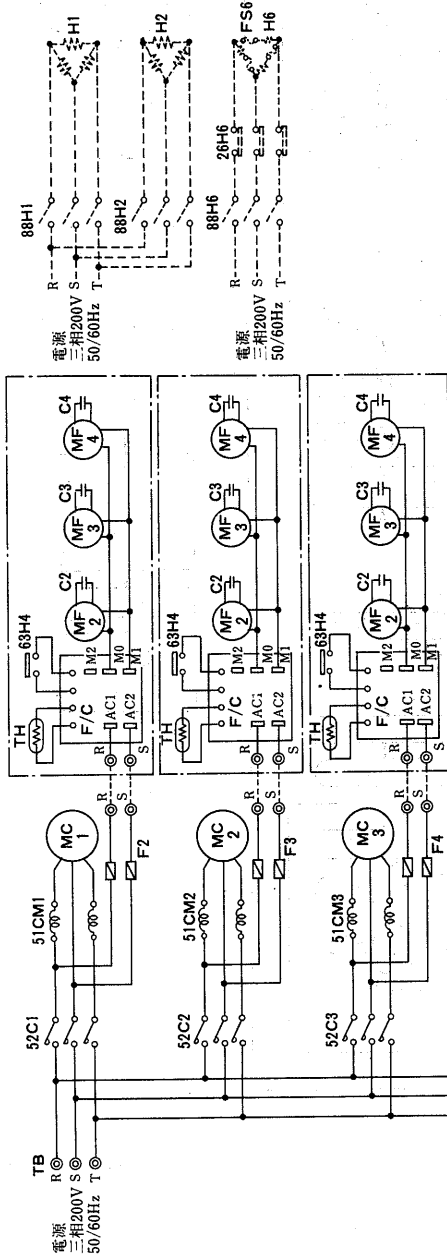 電源
三相200V
50/60Hz
TB
R
S
T
52C1
51CM1
MC
1
F2
R
S
R
S
TH
63H4
F/C
AC1
AC2
M2
M0
M1
MF
2
C2
MF
3
C3
MF
4
C4
52C2
51CM2
MC
2
F3
R
S
R
S
TH
63H4
F/C
AC1
AC2
M2
M0
M1
MF
2
C2
MF
3
C3
MF
4
C4
52C3
51CM3
MC
3
F4
R
S
R
S
TH
63H4
F/C
AC1
AC2
M2
M0
M1
MF
2
C2
MF
3
C3
MF
4
C4
電源
三相200V
50/60Hz
R
S
T
88H1
H1
88H2
H2
電源
三相200V
50/60Hz
R
S
T
88H6
26H6
FS6
H6